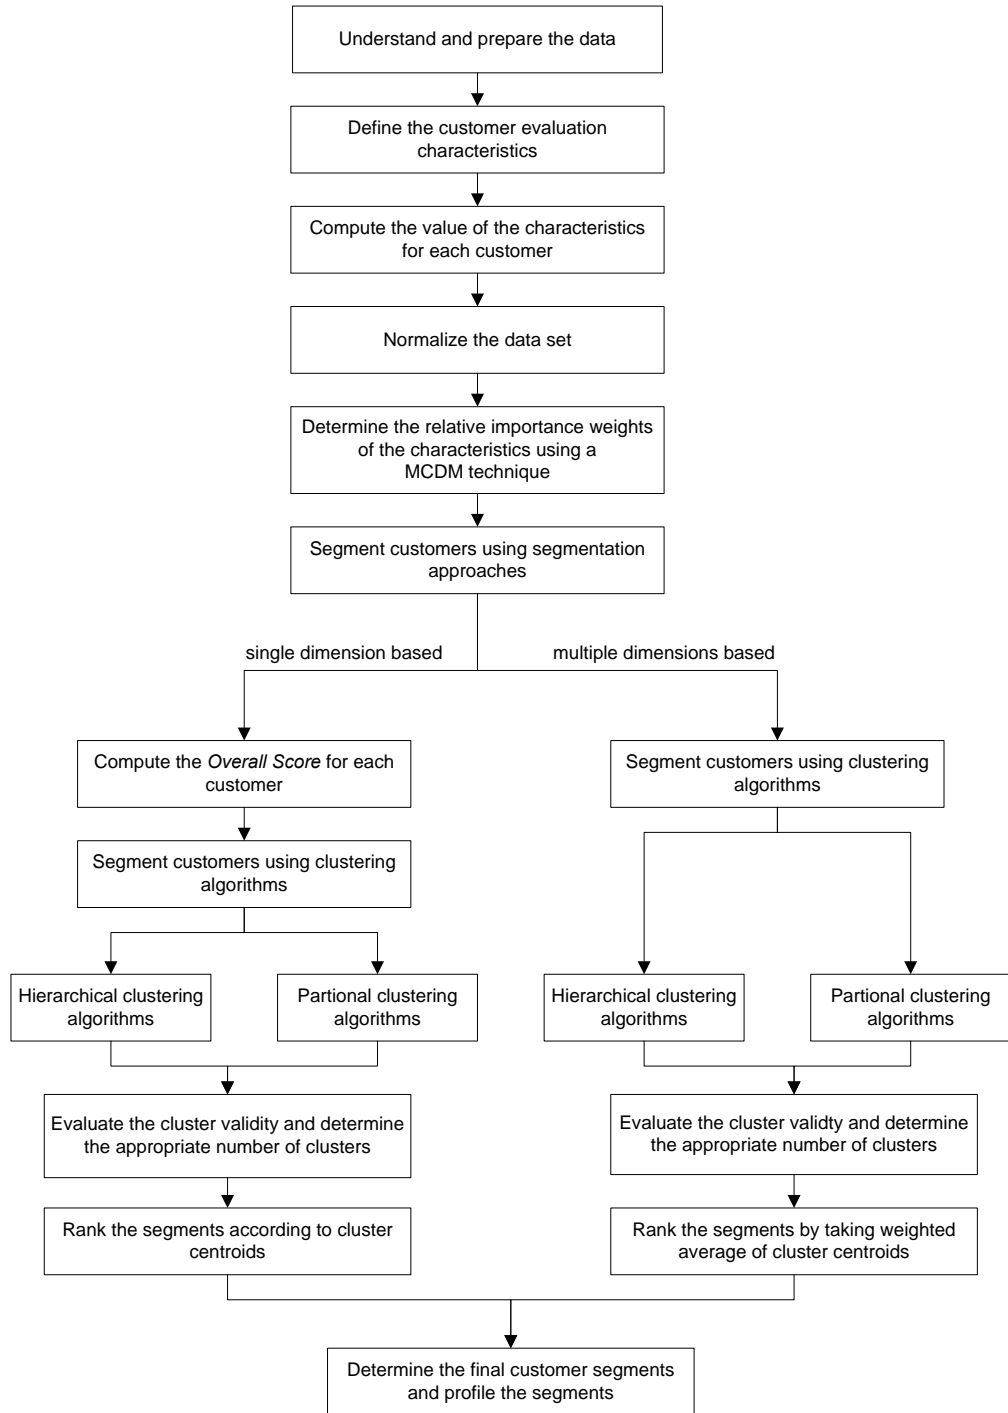 Understand and prepare the data
Define the customer evaluation
characteristics
Compute the value of the characteristics
for each customer
Normalize the data set
Determine the relative importance weights
of the characteristics using a
MCDM technique
Segment customers using segmentation
approaches
single dimension based
multiple dimensions based
Compute the Overall Score for each
customer
Segment customers using clustering
algorithms
Segment customers using clustering
algorithms
Hierarchical clustering
algorithms
Partional clustering
algorithms
Hierarchical clustering
algorithms
Partional clustering
algorithms
Evaluate the cluster validity and determine
the appropriate number of clusters
Evaluate the cluster validty and determine
the appropriate number of clusters
Rank the segments according to cluster
centroids
Rank the segments by taking weighted
average of cluster centroids
Determine the final customer segments
and profile the segments